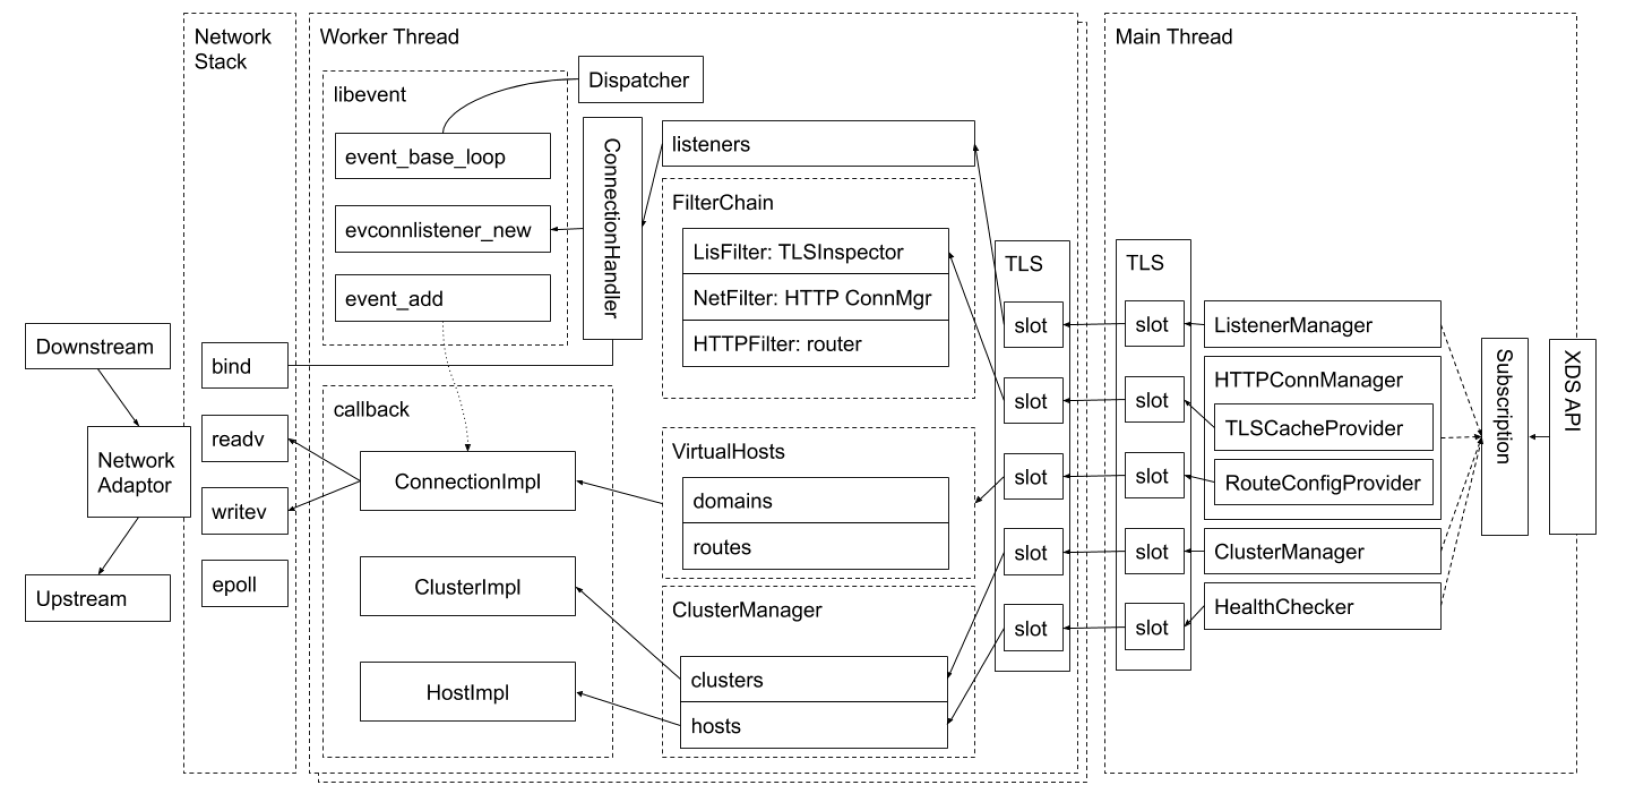 Network
Stack
Worker Thread
Main Thread
libevent
Dispatcher
event_base_loop
evconnlistener_new
event_add
ConnectionHandler
listeners
FilterChain
LisFilter: TLSInspector
NetFilter: HTTP ConnMgr
HTTPFilter: router
VirtualHosts
domains
routes
ClusterManager
clusters
hosts
callback
ConnectionImpl
ClusterImpl
HostImpl
Downstream
Network
Adaptor
Upstream
bind
readv
writev
epoll
TLS
slot
slot
slot
slot
slot
TLS
slot
slot
slot
slot
slot
ListenerManager
HTTPConnManager
TLSCacheProvider
RouteConfigProvider
ClusterManager
HealthChecker
Subscription
XDS API